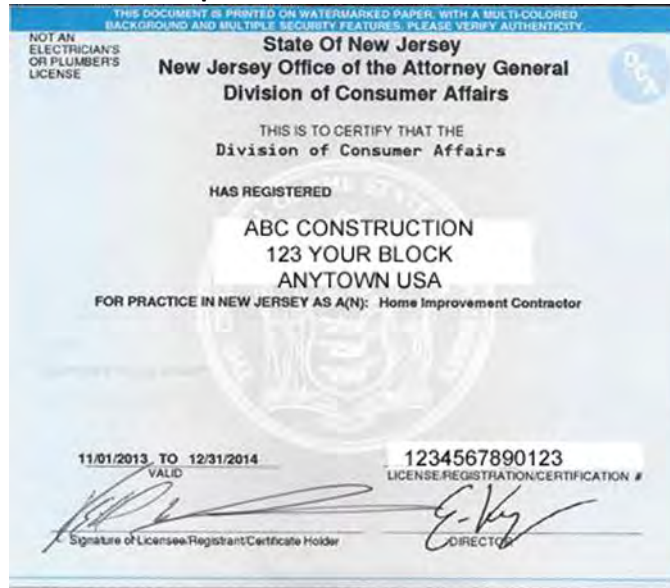 THIS DOCUMENT IS PRINTED ON WATERMARKED PAPER, WITH A MULTI-COLORED
BACKGROUND AND MULTIPLE SECURITY FEATURES. PLEASE VERIFY AUTHENTICITY.
NOT AN
ELECTRICIAN'S
OR PLUMBER'S
LICENSE
State Of New Jersey
New Jersey Office of the Attorney General
Division of Consumer Affairs
DCA
THIS IS TO CERTIFY THAT THE
Division of Consumer Affairs
HAS REGISTERED
ABC CONSTRUCTION
123 YOUR BLOCK
ANYTOWN USA
FOR PRACTICE IN NEW JERSEY AS A(N): Home Improvement Contractor
11/01/2013 TO 12/31/2014
VALID
1234567890123
LICENSE/REGISTRATION/CERTIFICATION #
Signature of Licensee/Registrant/Certificate Holder
DIRECTOR